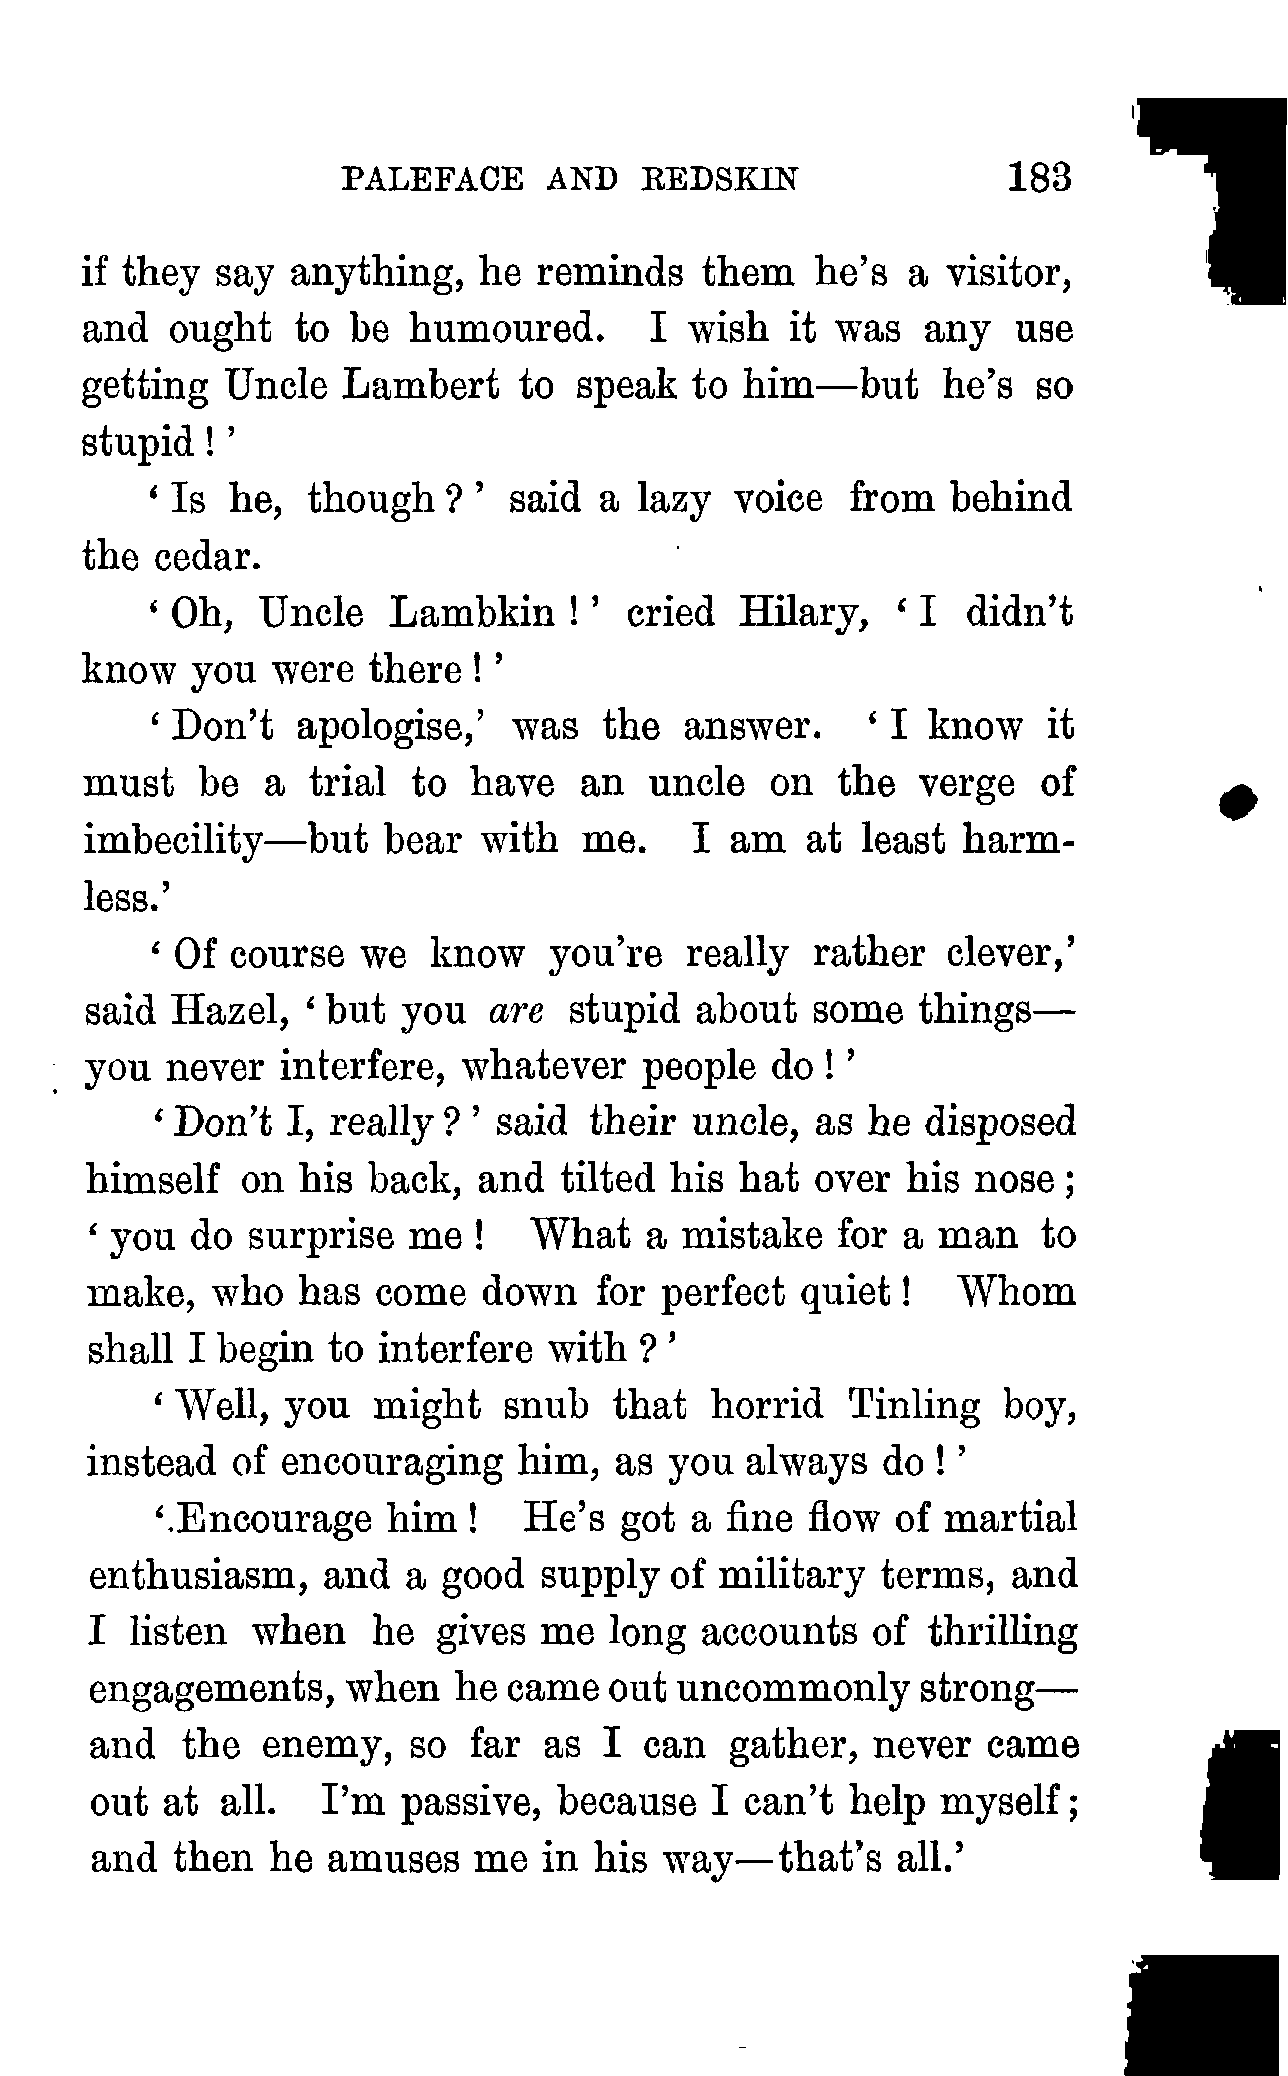 PALEFACE AND REDSKIN 183
if they say anything, he reminds them he's a visitor,
and ought to be humoured. I wish it was any use
getting Uncle Lambert to speak to him—but he's so
stupid!'
'Is he, though?' said a lazy voice from behind
the cedar.
'Oh, Uncle Lambkin!' cried Hilary, 'I didn't
know you were there!'
'Don't apologise,' was the answer. 'I know it
must be a trial to have an uncle on the verge of
imbecility—but bear with me. I am at least harm-
less.'
'Of course we know you're really rather clever,'
said Hazel, 'but you are stupid about some things—
you never interfere, whatever people do!'
'Don't I, really?' said their uncle, as he disposed
himself on his back, and tilted his hat over his nose;
'you do surprise me! What a mistake for a man to
make, who has come down for perfect quiet! Whom
shall I begin to interfere with?'
'Well, you might snub that horrid Tinling boy,
instead of encouraging him, as you always do!'
'Encourage him! He's got a fine flow of martial
enthusiasm, and a good supply of military terms, and
I listen when he gives me long accounts of thrilling
engagements, when he came out uncommonly strong—
and the enemy, so far as I can gather, never came
out at all. I'm passive, because I can't help myself;
and then he amuses me in his way—that's all.'